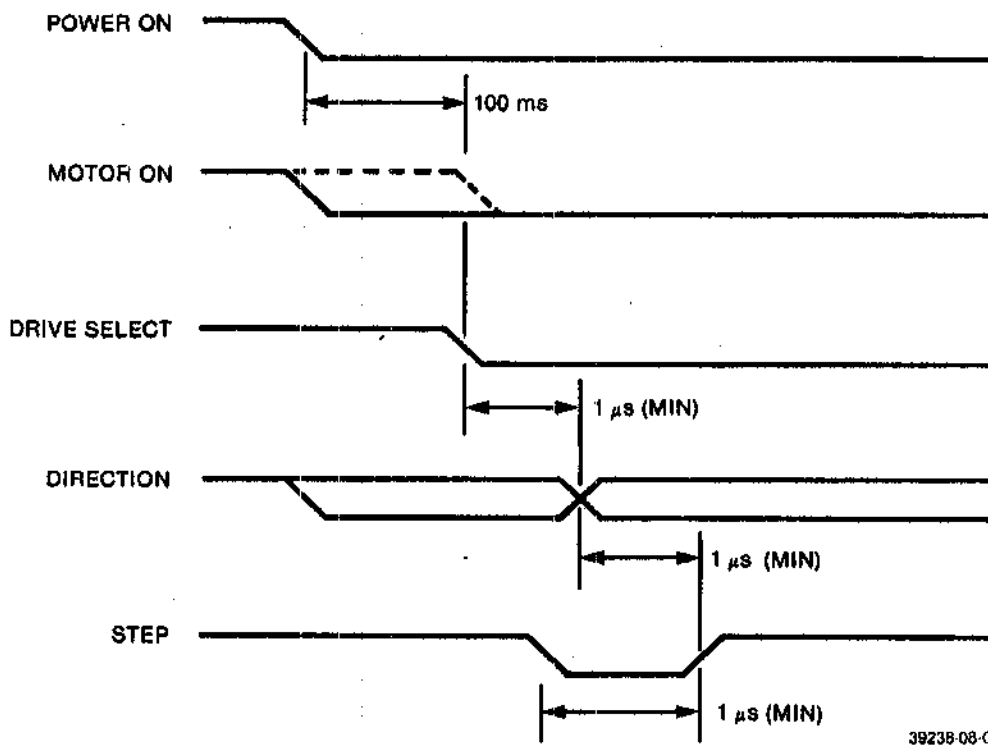 POWER ON
100 ms
MOTOR ON
DRIVE SELECT
1 μs (MIN)
DIRECTION
1 μs (MIN)
STEP
1 μs (MIN)